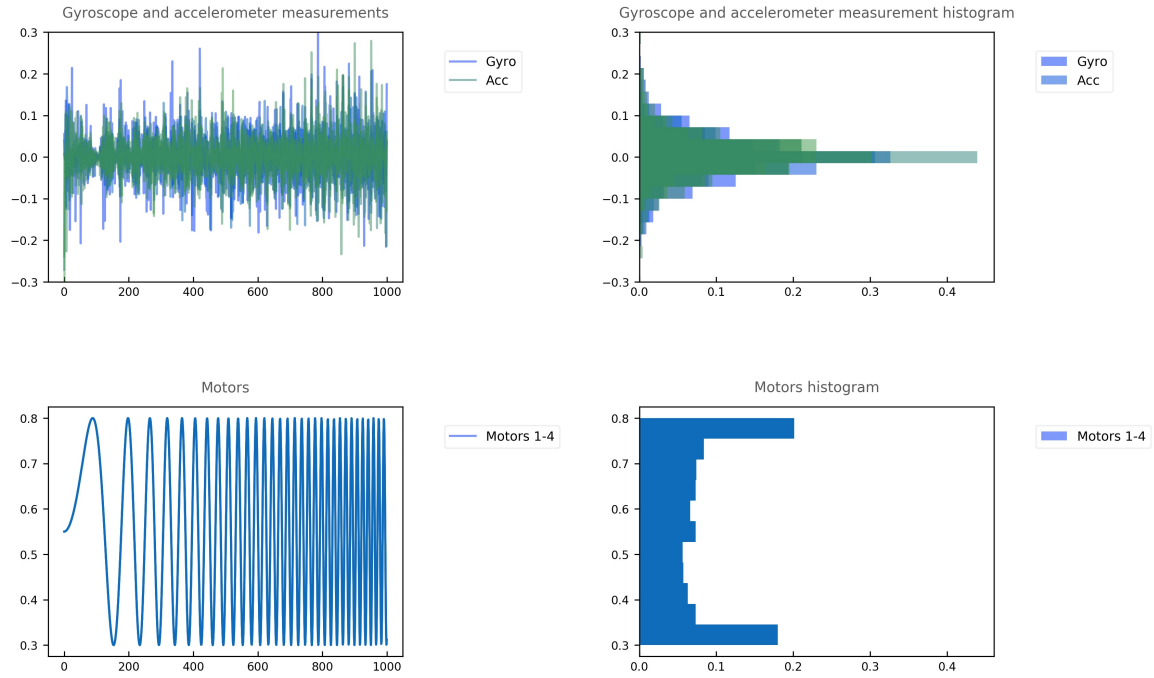 Gyroscope and accelerometer measurements
0.3
0.2
0.1
0.0
−0.1
−0.2
−0.3
0 200 400 600 800 1000
Gyro
Acc
Gyroscope and accelerometer measurement histogram
0.3
0.2
0.1
0.0
−0.1
−0.2
−0.3
0.0 0.1 0.2 0.3 0.4
Gyro
Acc
Motors
0.8
0.7
0.6
0.5
0.4
0.3
0 200 400 600 800 1000
Motors 1-4
Motors histogram
0.8
0.7
0.6
0.5
0.4
0.3
0.0 0.1 0.2 0.3 0.4
Motors 1-4